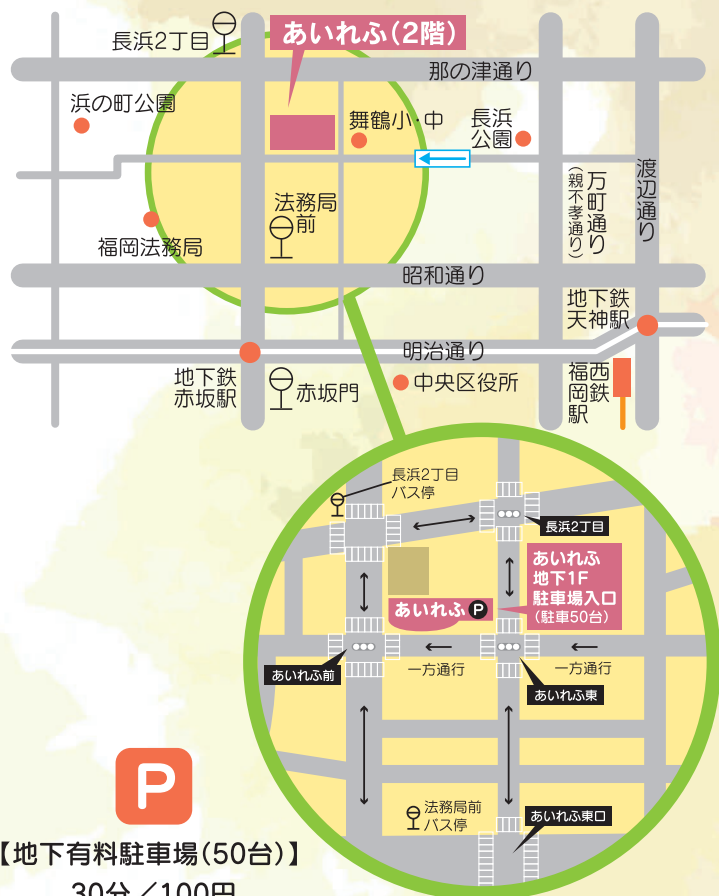 長浜2丁目
あいれふ(2階)
那の津通り
浜の町公園
舞鶴小・中
長浜
公園
渡辺通り
万町通り
(親不孝通り)
法務局
前
福岡法務局
昭和通り
地下鉄
天神駅
明治通り
地下鉄
赤坂駅
赤坂門
中央区役所
西鉄
福岡駅
長浜2丁目
バス停
長浜2丁目
あいれふ
地下1F
駐車場入口
(駐車50台)
あいれふ P
一方通行
一方通行
あいれふ前
あいれふ東
法務局前
バス停
あいれふ東口
P
【地下有料駐車場(50台)】
30分/100円